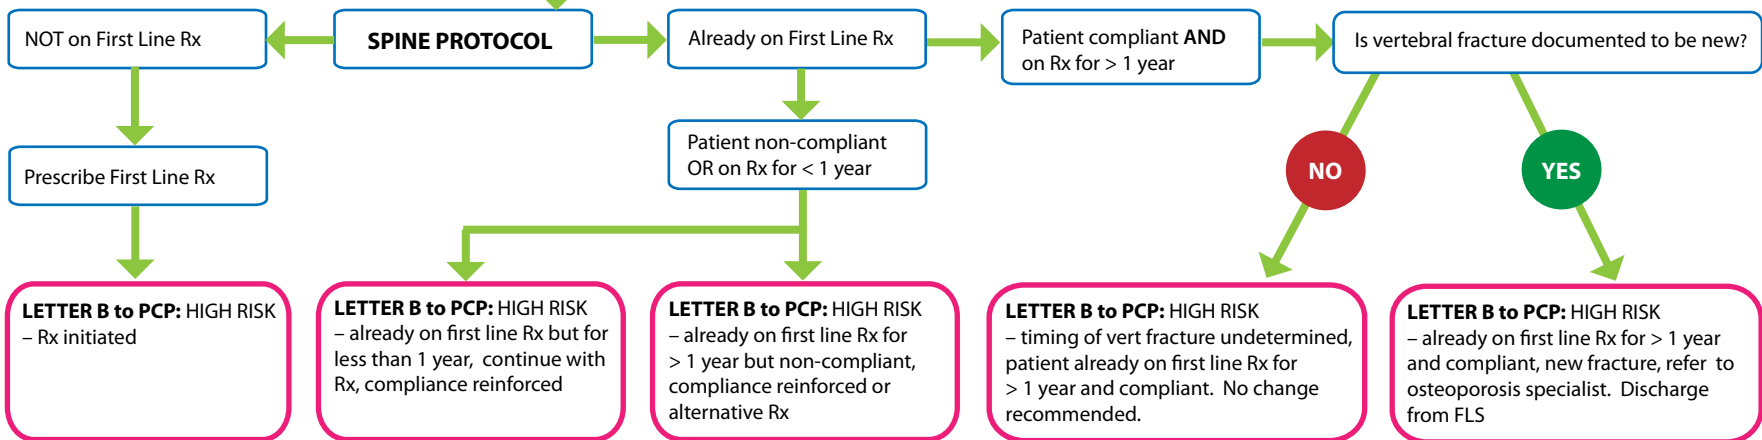 NOT on First Line Rx
SPINE PROTOCOL
Already on First Line Rx
Patient compliant AND
on Rx for > 1 year
Is vertebral fracture documented to be new?
Prescribe First Line Rx
Patient non-compliant
OR on Rx for < 1 year
NO
YES
LETTER B to PCP: HIGH RISK
– Rx initiated
LETTER B to PCP: HIGH RISK
– already on first line Rx but for
less than 1 year, continue with
Rx, compliance reinforced
LETTER B to PCP: HIGH RISK
– already on first line Rx for
> 1 year but non-compliant,
compliance reinforced or
alternative Rx
LETTER B to PCP: HIGH RISK
– timing of vert fracture undetermined,
patient already on first line Rx for
> 1 year and compliant. No change
recommended.
LETTER B to PCP: HIGH RISK
– already on first line Rx for > 1 year
and compliant, new fracture, refer to
osteoporosis specialist. Discharge
from FLS